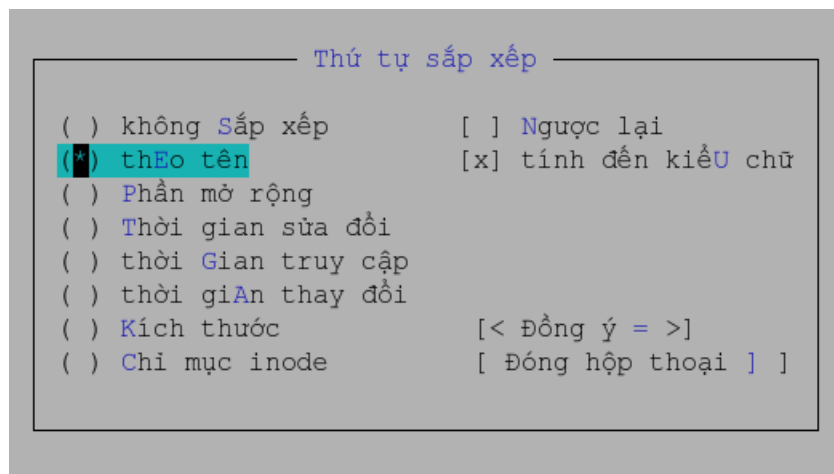 Thứ tự sắp xếp
( ) không Sắp xếp [ ] Ngược lại
(*) thEo tên [x] tính đến kiểU chữ
( ) Phần mở rộng
( ) Thời gian sửa đổi
( ) thời Gian truy cập
( ) thời giAn thay đổi
( ) Kích thước [< Đồng ý = >]
( ) Chỉ mục inode [ Đóng hộp thoại ] ]